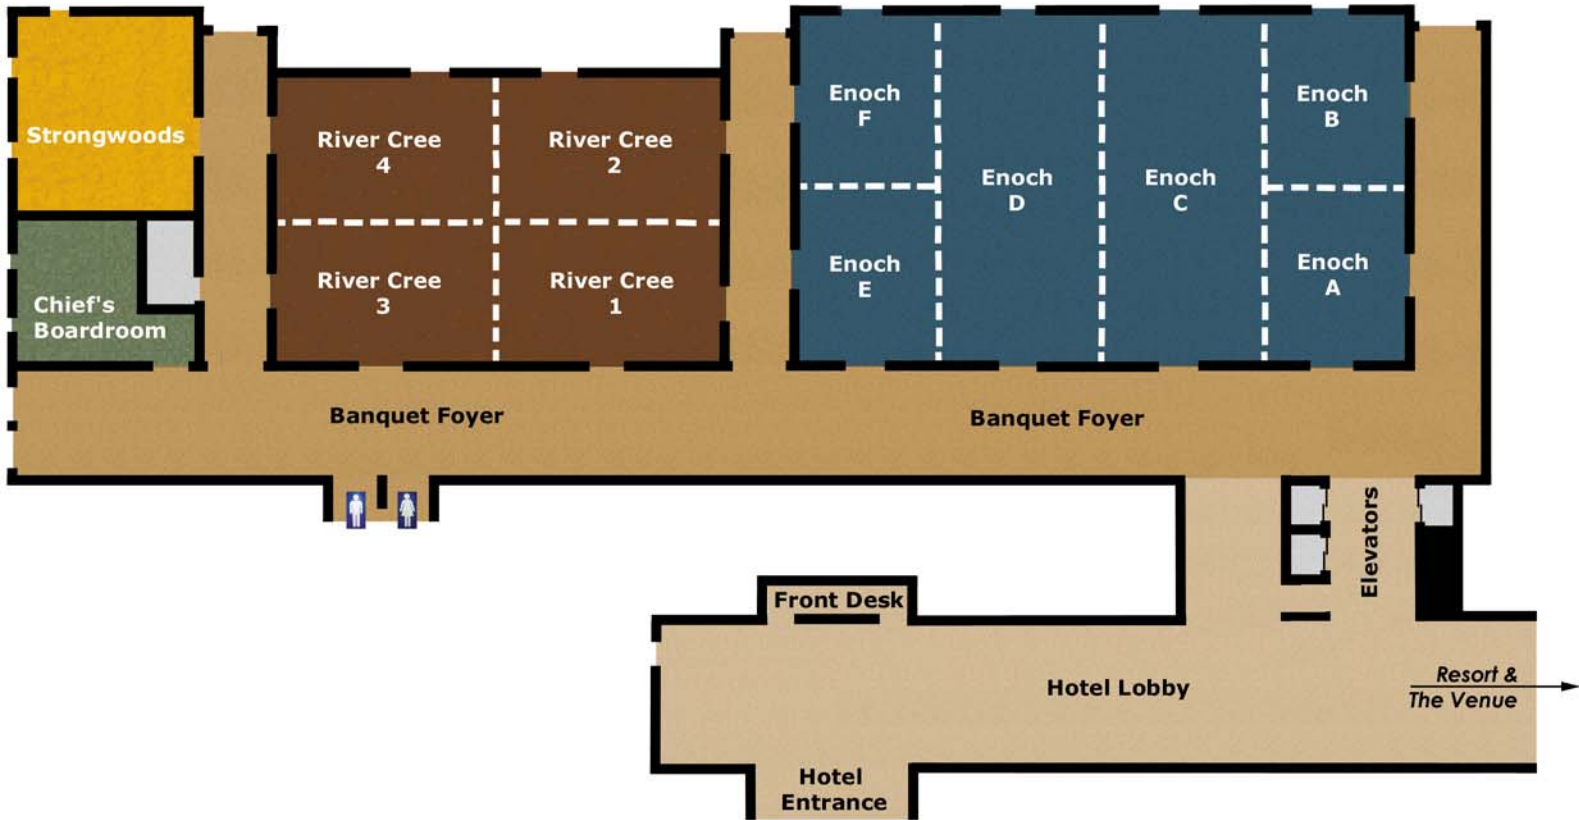 Strongwoods
Chief's
Boardroom
River Cree
4
River Cree
2
River Cree
3
River Cree
1
Enoch
F
Enoch
E
Enoch
D
Enoch
C
Enoch
B
Enoch
A
Banquet Foyer
Banquet Foyer
Elevators
Front Desk
Hotel Lobby
Resort &
The Venue
Hotel
Entrance